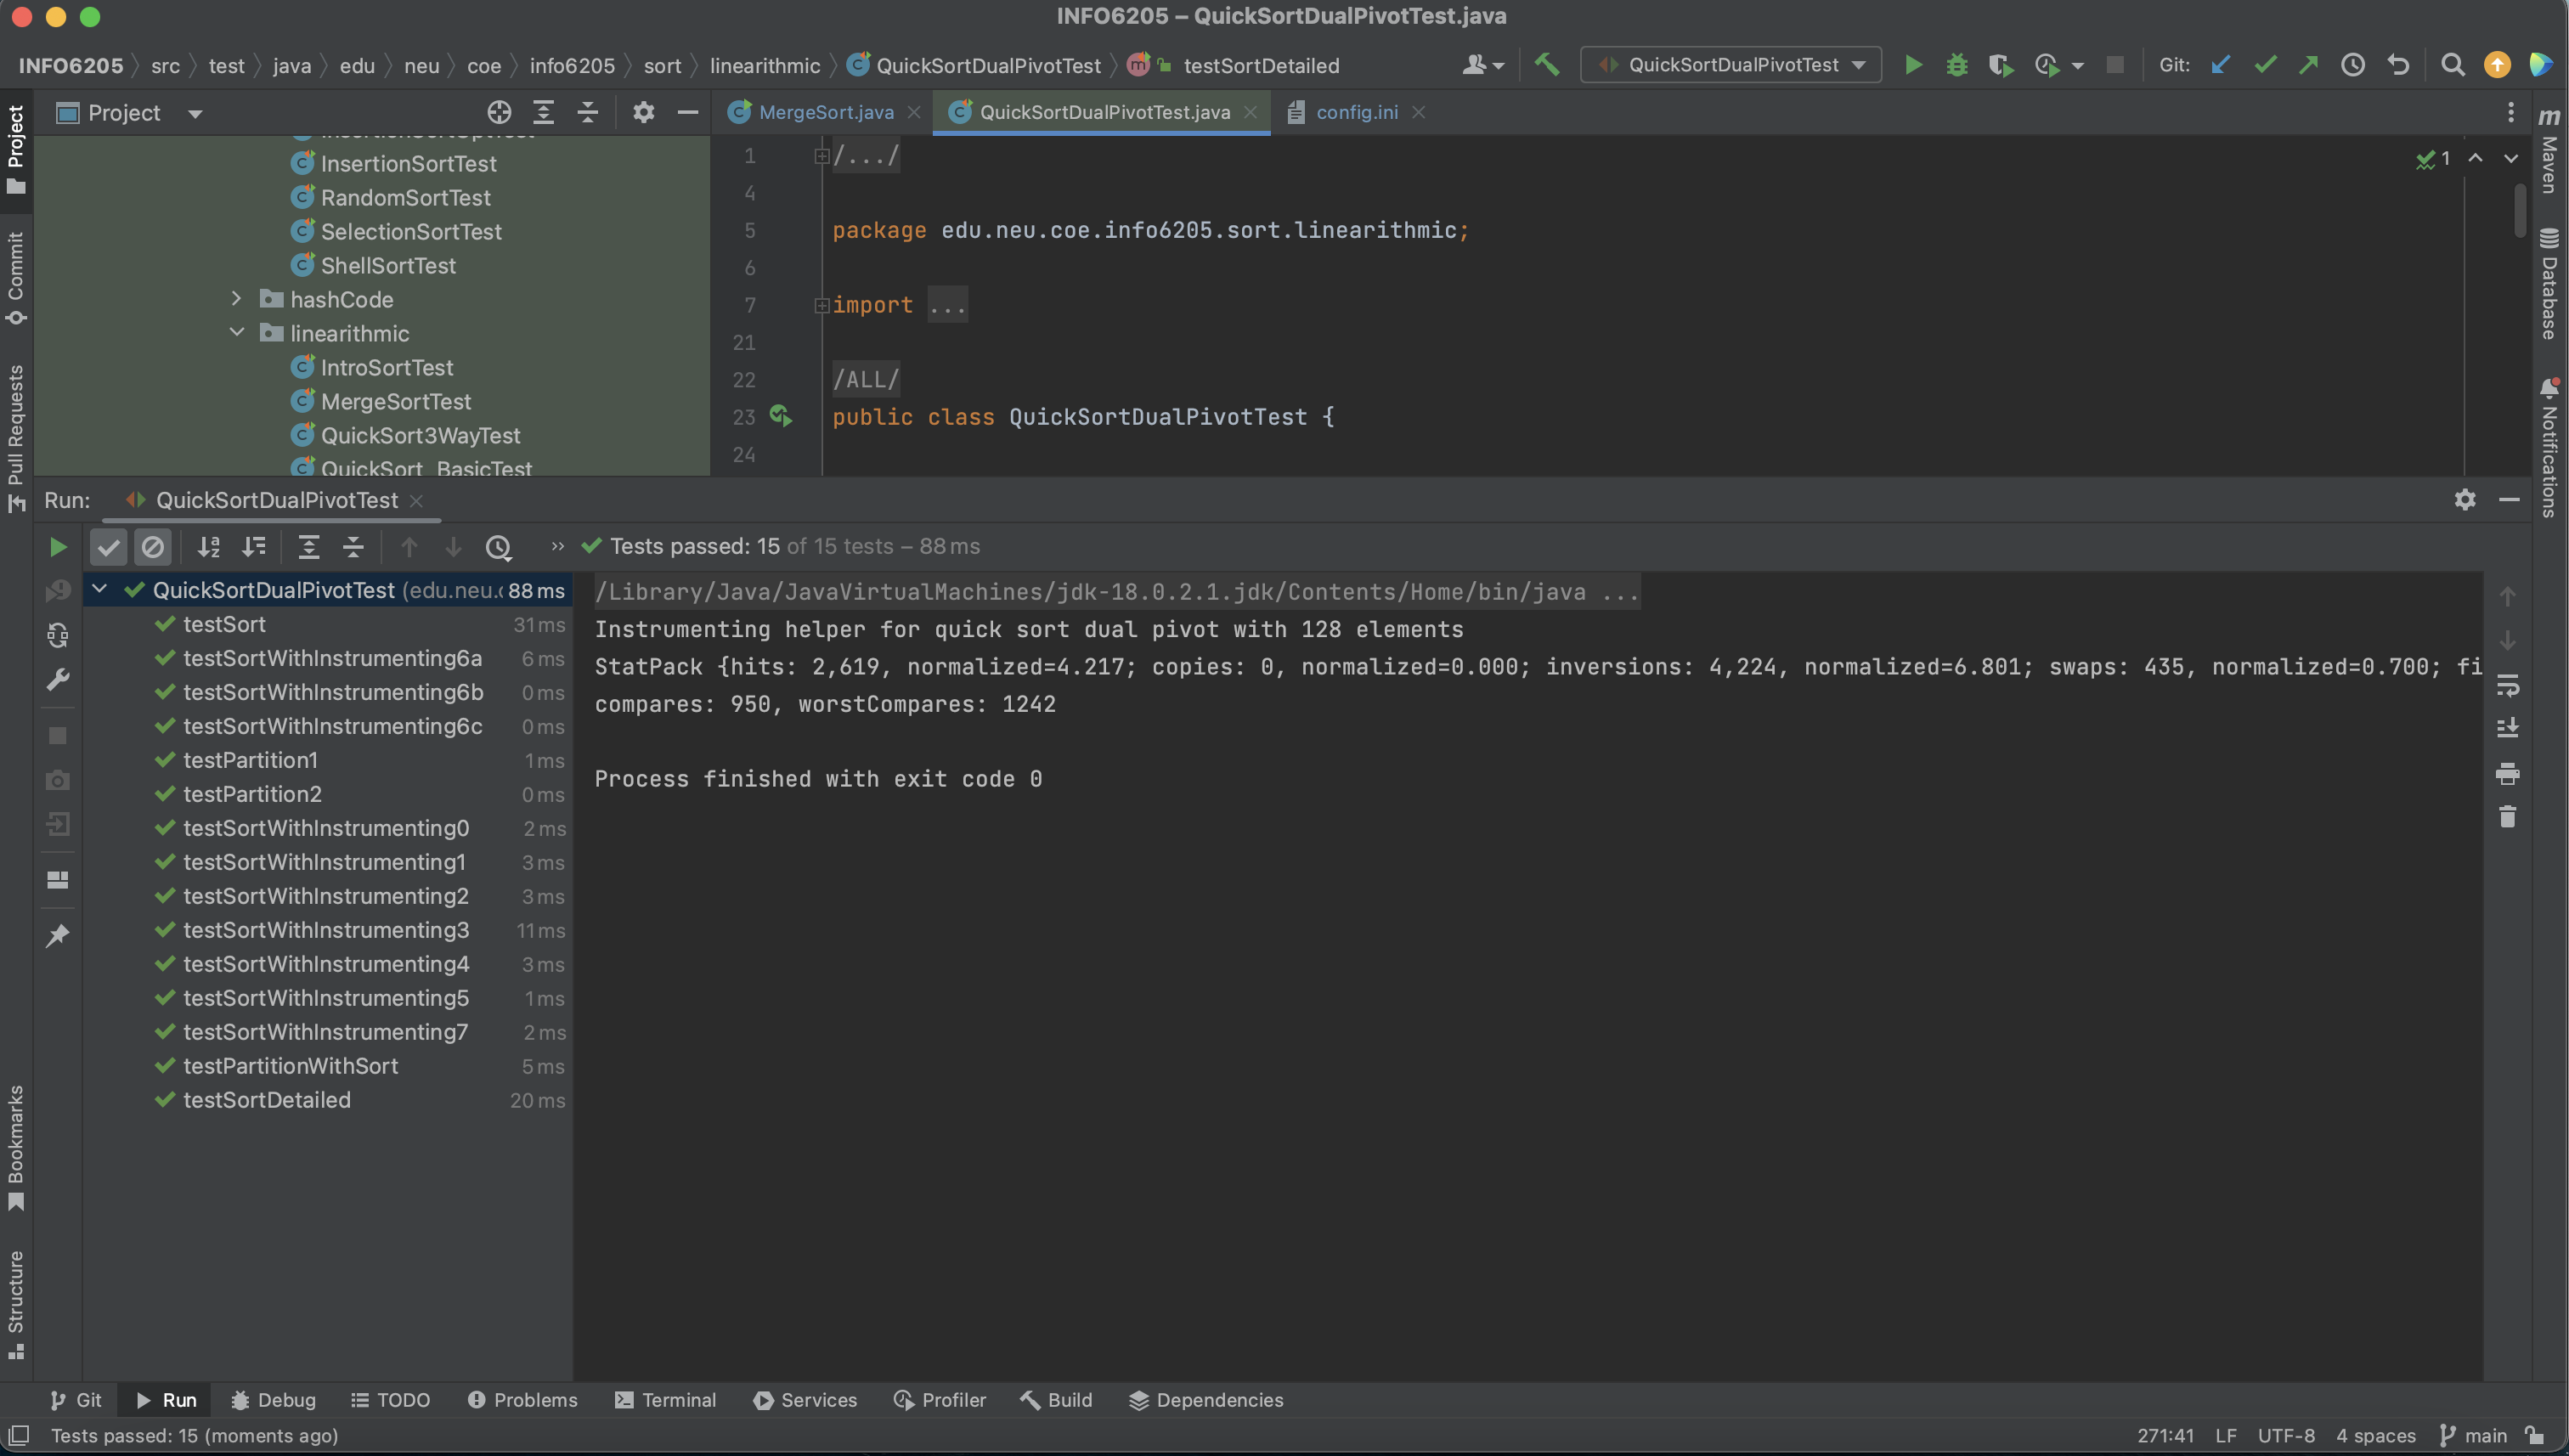 INFO6205 – QuickSortDualPivotTest.java
INFO6205 src test java edu neu coe info6205 sort linearithmic QuickSortDualPivotTest testSortDetailed QuickSortDualPivotTest Git:
Project
MergeSort.java QuickSortDualPivotTest.java config.ini
InsertionSortOptTest
InsertionSortTest
RandomSortTest
SelectionSortTest
ShellSortTest
hashCode
linearithmic
IntroSortTest
MergeSortTest
QuickSort3WayTest
QuickSort_BasicTest
1 /.../
4
5 package edu.neu.coe.info6205.sort.linearithmic;
6
7 import ...
21
22 /ALL/
23 public class QuickSortDualPivotTest {
24
1
Project
Commit
Pull Requests
Bookmarks
Structure
m
Maven
Database
Notifications
Run: QuickSortDualPivotTest
» Tests passed: 15 of 15 tests – 88 ms
QuickSortDualPivotTest (edu.neu.c 88 ms
testSort 31 ms
testSortWithInstrumenting6a 6 ms
testSortWithInstrumenting6b 0 ms
testSortWithInstrumenting6c 0 ms
testPartition1 1 ms
testPartition2 0 ms
testSortWithInstrumenting0 2 ms
testSortWithInstrumenting1 3 ms
testSortWithInstrumenting2 3 ms
testSortWithInstrumenting3 11 ms
testSortWithInstrumenting4 3 ms
testSortWithInstrumenting5 1 ms
testSortWithInstrumenting7 2 ms
testPartitionWithSort 5 ms
testSortDetailed 20 ms
/Library/Java/JavaVirtualMachines/jdk-18.0.2.1.jdk/Contents/Home/bin/java ...
Instrumenting helper for quick sort dual pivot with 128 elements
StatPack {hits: 2,619, normalized=4.217; copies: 0, normalized=0.000; inversions: 4,224, normalized=6.801; swaps: 435, normalized=0.700; fi
compares: 950, worstCompares: 1242
Process finished with exit code 0
Git Run Debug TODO Problems Terminal Services Profiler Build Dependencies
Tests passed: 15 (moments ago)
271:41 LF UTF-8 4 spaces main